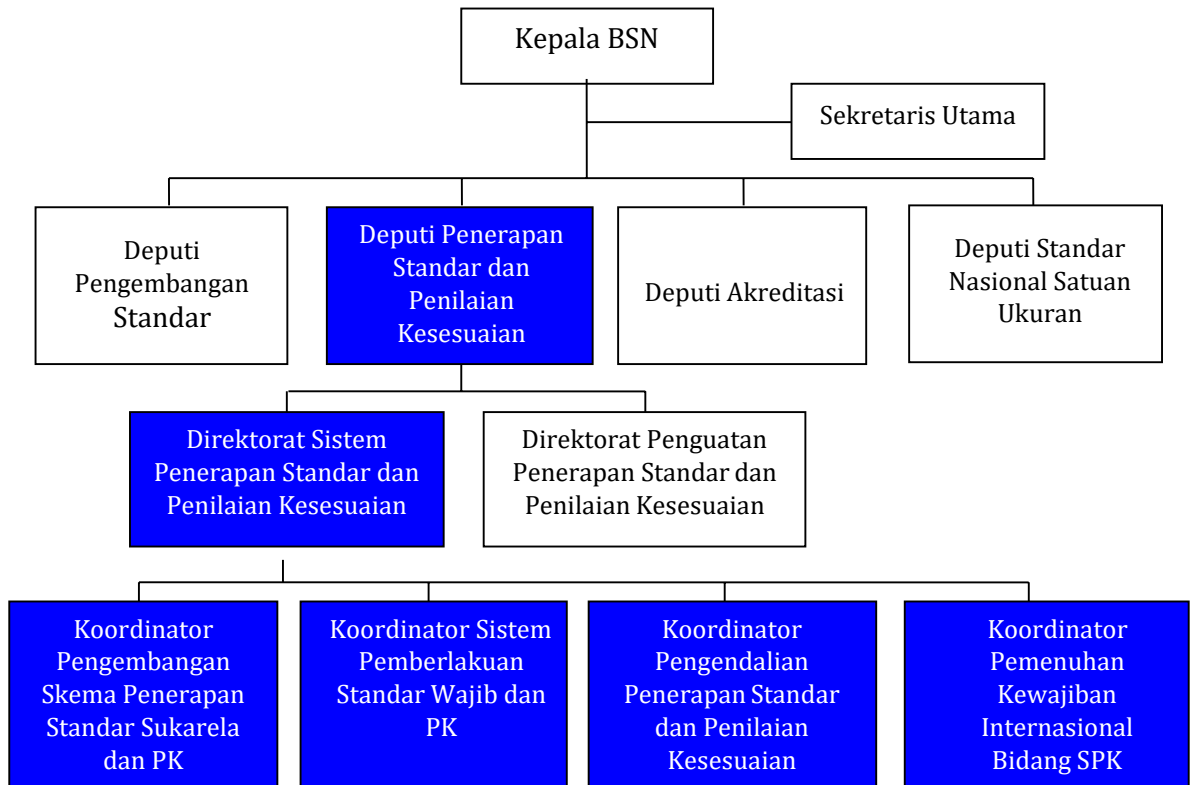 Kepala BSN
Sekretaris Utama
Deputi
Pengembangan
Standar
Deputi Penerapan
Standar dan
Penilaian
Kesesuaian
Deputi Akreditasi
Deputi Standar
Nasional Satuan
Ukuran
Direktorat Sistem
Penerapan Standar dan
Penilaian Kesesuaian
Direktorat Penguatan
Penerapan Standar dan
Penilaian Kesesuaian
Koordinator
Pengembangan
Skema Penerapan
Standar Sukarela
dan PK
Koordinator Sistem
Pemberlakuan
Standar Wajib dan
PK
Koordinator
Pengendalian
Penerapan Standar
dan Penilaian
Kesesuaian
Koordinator
Pemenuhan
Kewajiban
Internasional
Bidang SPK